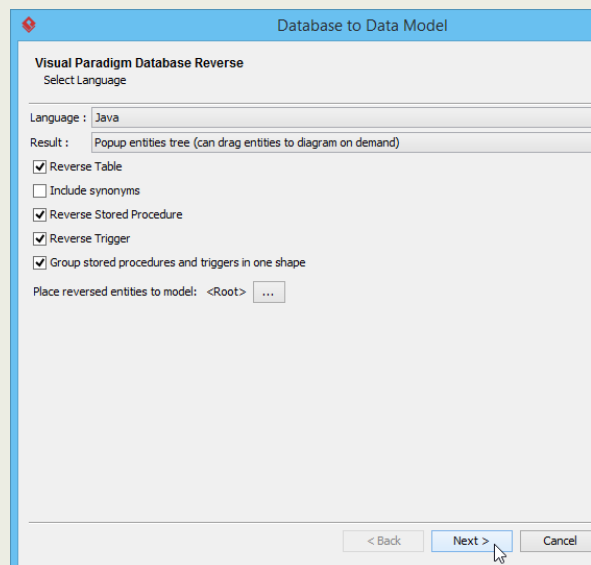 Database to Data Model
Visual Paradigm Database Reverse
Select Language
Language : Java
Result : Popup entities tree (can drag entities to diagram on demand)
Reverse Table
Include synonyms
Reverse Stored Procedure
Reverse Trigger
Group stored procedures and triggers in one shape
Place reversed entities to model: <Root> ...
< Back Next > Cancel